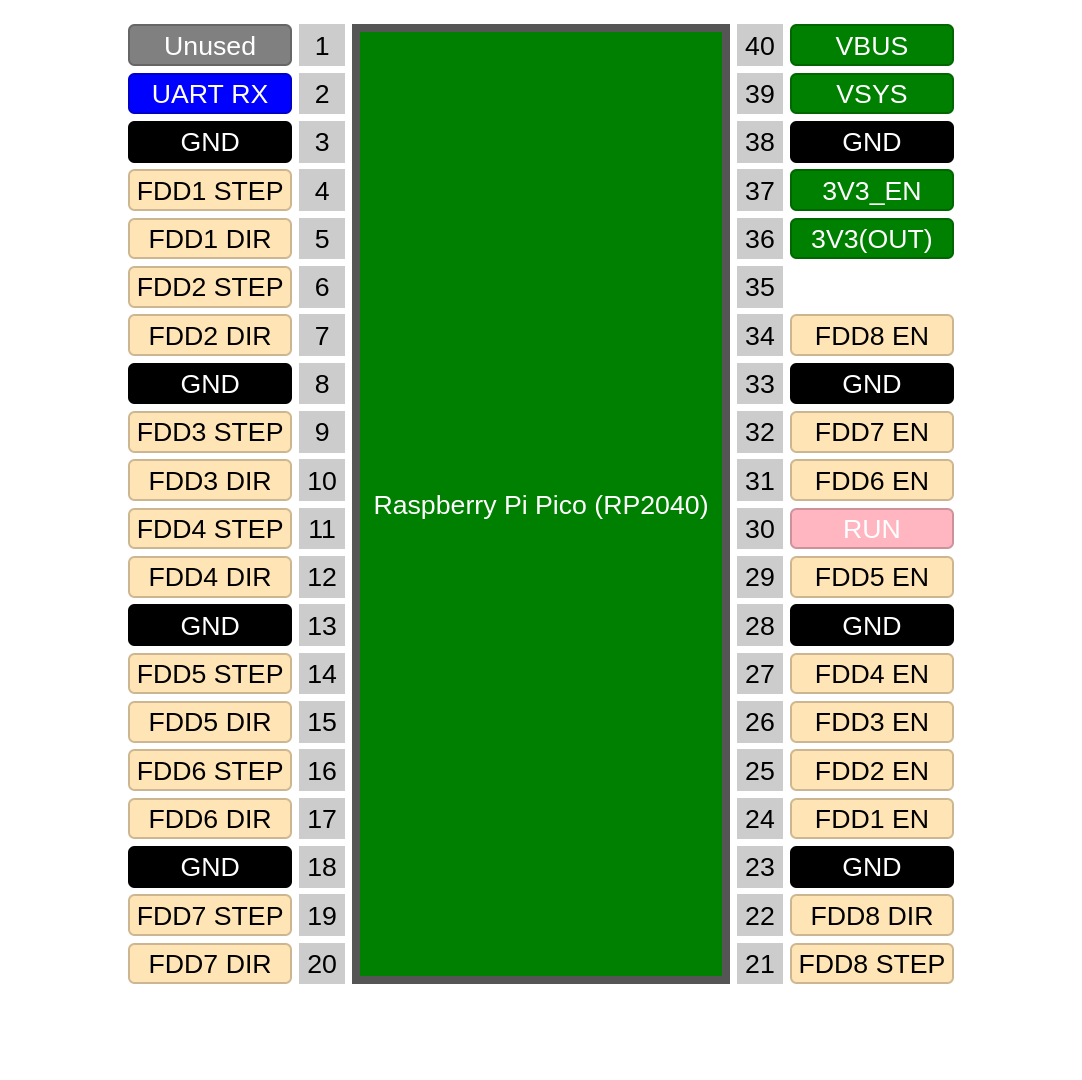 Unused 1 40 VBUS
UART RX 2 39 VSYS
GND 3 38 GND
FDD1 STEP 4 37 3V3_EN
FDD1 DIR 5 36 3V3(OUT)
FDD2 STEP 6 35
FDD2 DIR 7 34 FDD8 EN
GND 8 33 GND
FDD3 STEP 9 32 FDD7 EN
FDD3 DIR 10 31 FDD6 EN
Raspberry Pi Pico (RP2040)
FDD4 STEP 11 30 RUN
FDD4 DIR 12 29 FDD5 EN
GND 13 28 GND
FDD5 STEP 14 27 FDD4 EN
FDD5 DIR 15 26 FDD3 EN
FDD6 STEP 16 25 FDD2 EN
FDD6 DIR 17 24 FDD1 EN
GND 18 23 GND
FDD7 STEP 19 22 FDD8 DIR
FDD7 DIR 20 21 FDD8 STEP